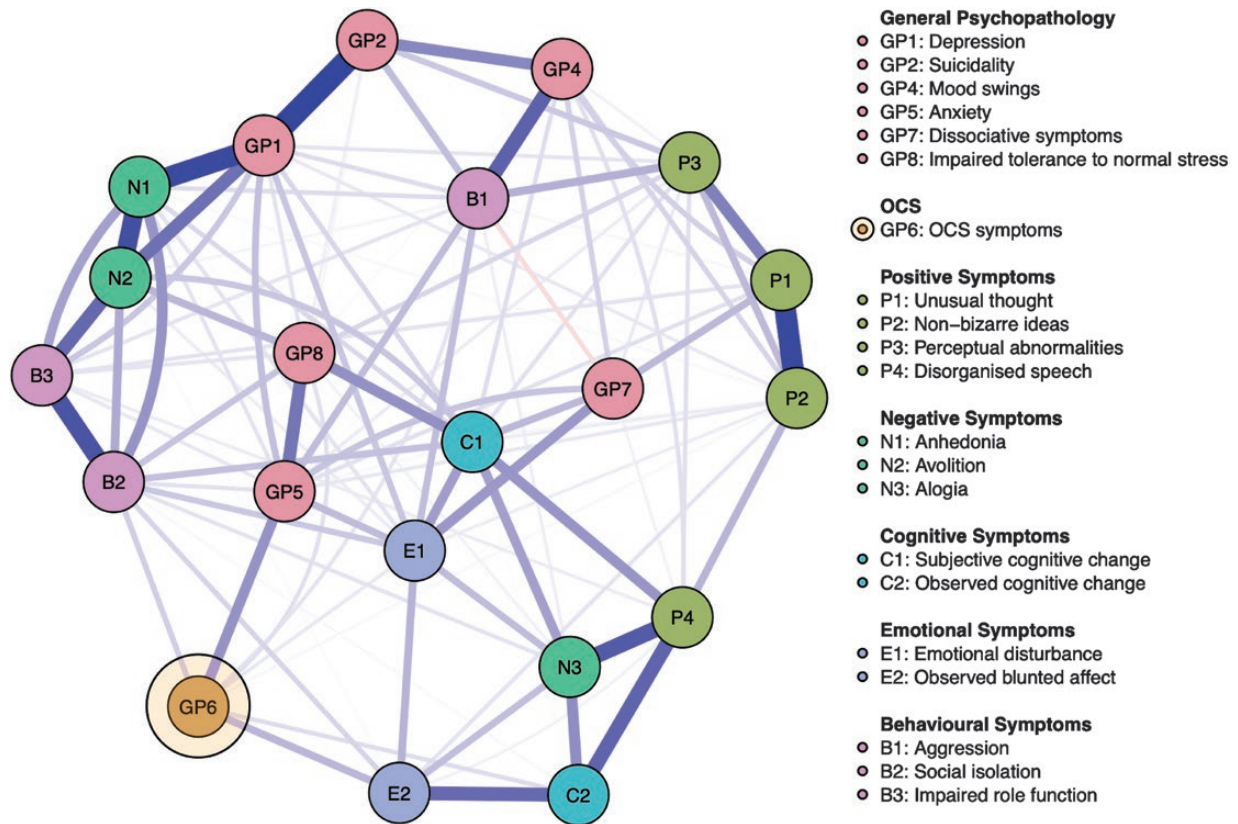 GP2
GP4
GP1
P3
N1
B1
N2
P1
GP8
B3
GP7
P2
C1
B2
GP5
E1
P4
N3
GP6
E2
C2
General Psychopathology
GP1: Depression
GP2: Suicidality
GP4: Mood swings
GP5: Anxiety
GP7: Dissociative symptoms
GP8: Impaired tolerance to normal stress
OCS
GP6: OCS symptoms
Positive Symptoms
P1: Unusual thought
P2: Non−bizarre ideas
P3: Perceptual abnormalities
P4: Disorganised speech
Negative Symptoms
N1: Anhedonia
N2: Avolition
N3: Alogia
Cognitive Symptoms
C1: Subjective cognitive change
C2: Observed cognitive change
Emotional Symptoms
E1: Emotional disturbance
E2: Observed blunted affect
Behavioural Symptoms
B1: Aggression
B2: Social isolation
B3: Impaired role function